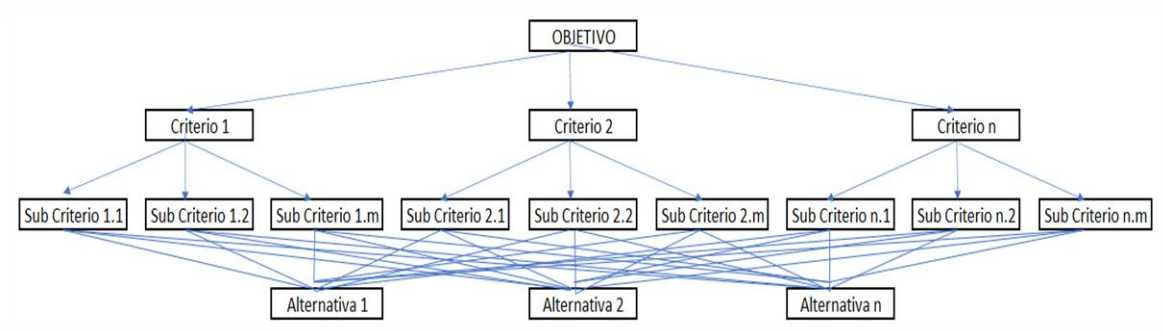 OBJETIVO
Criterio 1
Criterio 2
Criterio n
Sub Criterio 1.1
Sub Criterio 1.2
Sub Criterio 1.m
Sub Criterio 2.1
Sub Criterio 2.2
Sub Criterio 2.m
Sub Criterio n.1
Sub Criterio n.2
Sub Criterio n.m
Alternativa 1
Alternativa 2
Alternativa n